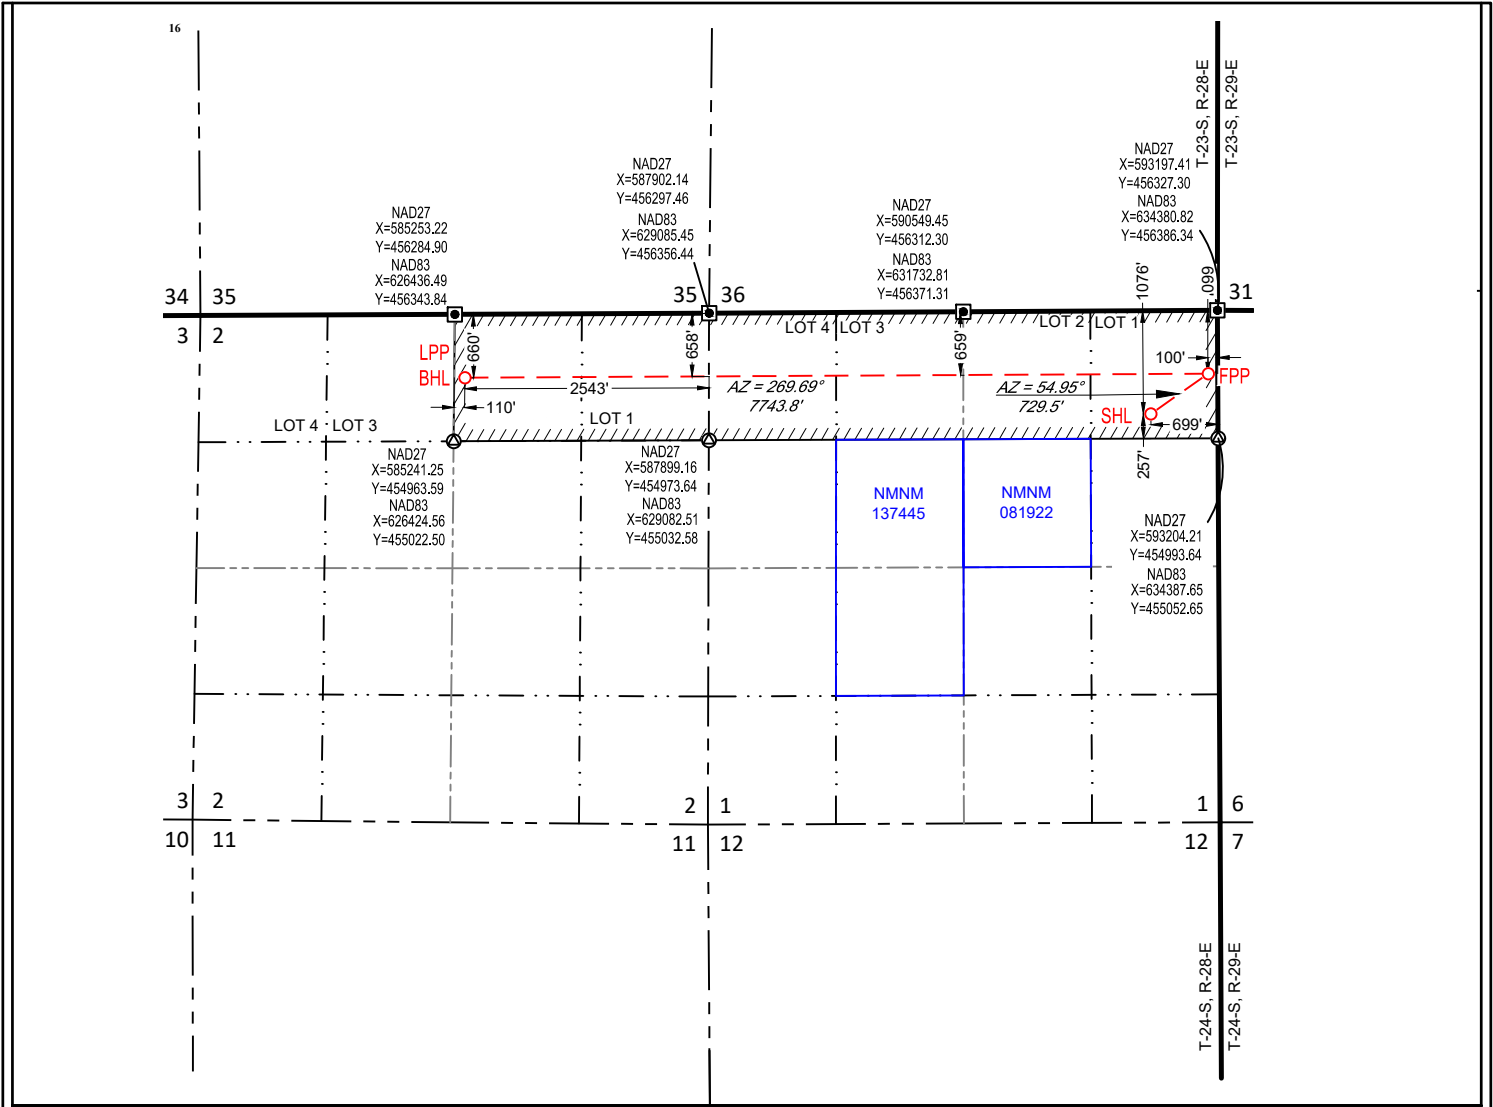 16
T-23-S, R-28-E
T-23-S, R-29-E
NAD27
X=593197.41
Y=456327.30
NAD83
X=634380.82
Y=456386.34
NAD27
X=587902.14
Y=456297.46
NAD83
X=629085.45
Y=456356.44
NAD27
X=590549.45
Y=456312.30
NAD83
X=631732.81
Y=456371.31
NAD27
X=585253.22
Y=456284.90
NAD83
X=626436.49
Y=456343.84
34 35
35 36
31
3 2
1076'
660'
LOT 4 LOT 3
LOT 2 LOT 1
660'
658'
659'
100'
LPP
BHL
FPP
2543'
AZ = 269.69°
7743.8'
AZ = 54.95°
729.5'
110'
SHL
699'
LOT 4 LOT 3
LOT 1
257'
NAD27
X=585241.25
Y=454963.59
NAD83
X=626424.56
Y=455022.50
NAD27
X=587899.16
Y=454973.64
NAD83
X=629082.51
Y=455032.58
NMNM
137445
NMNM
081922
NAD27
X=593204.21
Y=454993.64
NAD83
X=634387.65
Y=455052.65
3 2
2 1
1 6
10 11
11 12
12 7
T-24-S, R-28-E
T-24-S, R-29-E